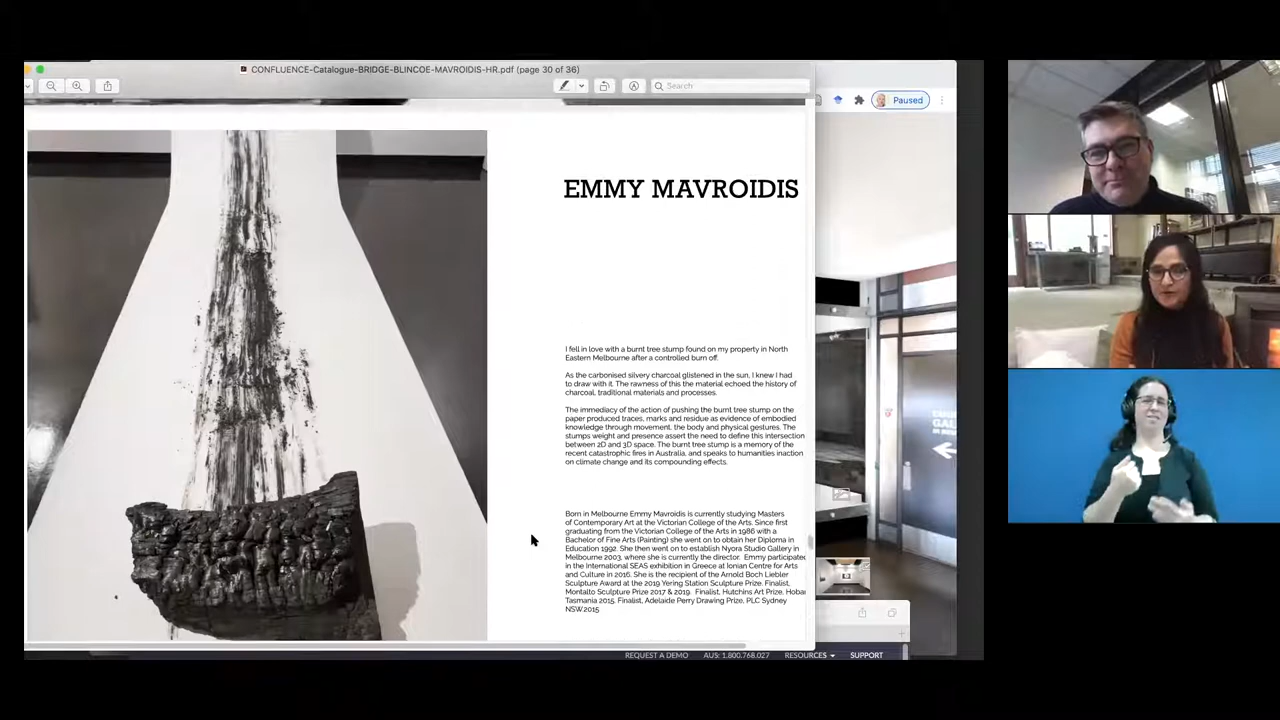 CONFLUENCE-Catalogue-BRIDGE-BLINCOE-MAVROIDIS-HR.pdf (page 30 of 36)
Search
Paused
EMMY MAVROIDIS
I fell in love with a burnt tree stump found on my property in North
Eastern Melbourne after a controlled burn off.
As the carbonised silvery charcoal glistened in the sun, I knew I had
to draw with it. The rawness of this the material echoed the history of
charcoal, traditional materials and processes.
The immediacy of the action of pushing the burnt tree stump on the
paper produced traces, marks and residue as evidence of embodied
knowledge through movement, the body and physical gestures. The
stumps weight and presence assert the need to define this intersection
between 2D and 3D space. The burnt tree stump is a memory of the
recent catastrophic fires in Australia, and speaks to humanities inaction
on climate change and its compounding effects.
Born in Melbourne Emmy Mavroidis is currently studying Masters
of Contemporary Art at the Victorian College of the Arts. Since first
graduating from the Victorian College of the Arts in 1986 with a
Bachelor of Fine Arts (Painting) she went on to obtain her Diploma in
Education 1992. She then went on to establish Nyora Studio Gallery in
Melbourne 2003, where she is currently the director. Emmy participated
in the International SEAS exhibition in Greece at Ionian Centre for Arts
and Culture in 2016. She is the recipient of the Arnold Boch Liebler
Sculpture Award at the 2019 Yering Station Sculpture Prize. Finalist,
Montalto Sculpture Prize 2017 & 2019. Finalist, Hutchins Art Prize, Hobar
Tasmania 2015. Finalist, Adelaide Perry Drawing Prize, PLC Sydney
NSW.2015
REQUEST A DEMO AUS: 1.800.768.027 RESOURCES SUPPORT